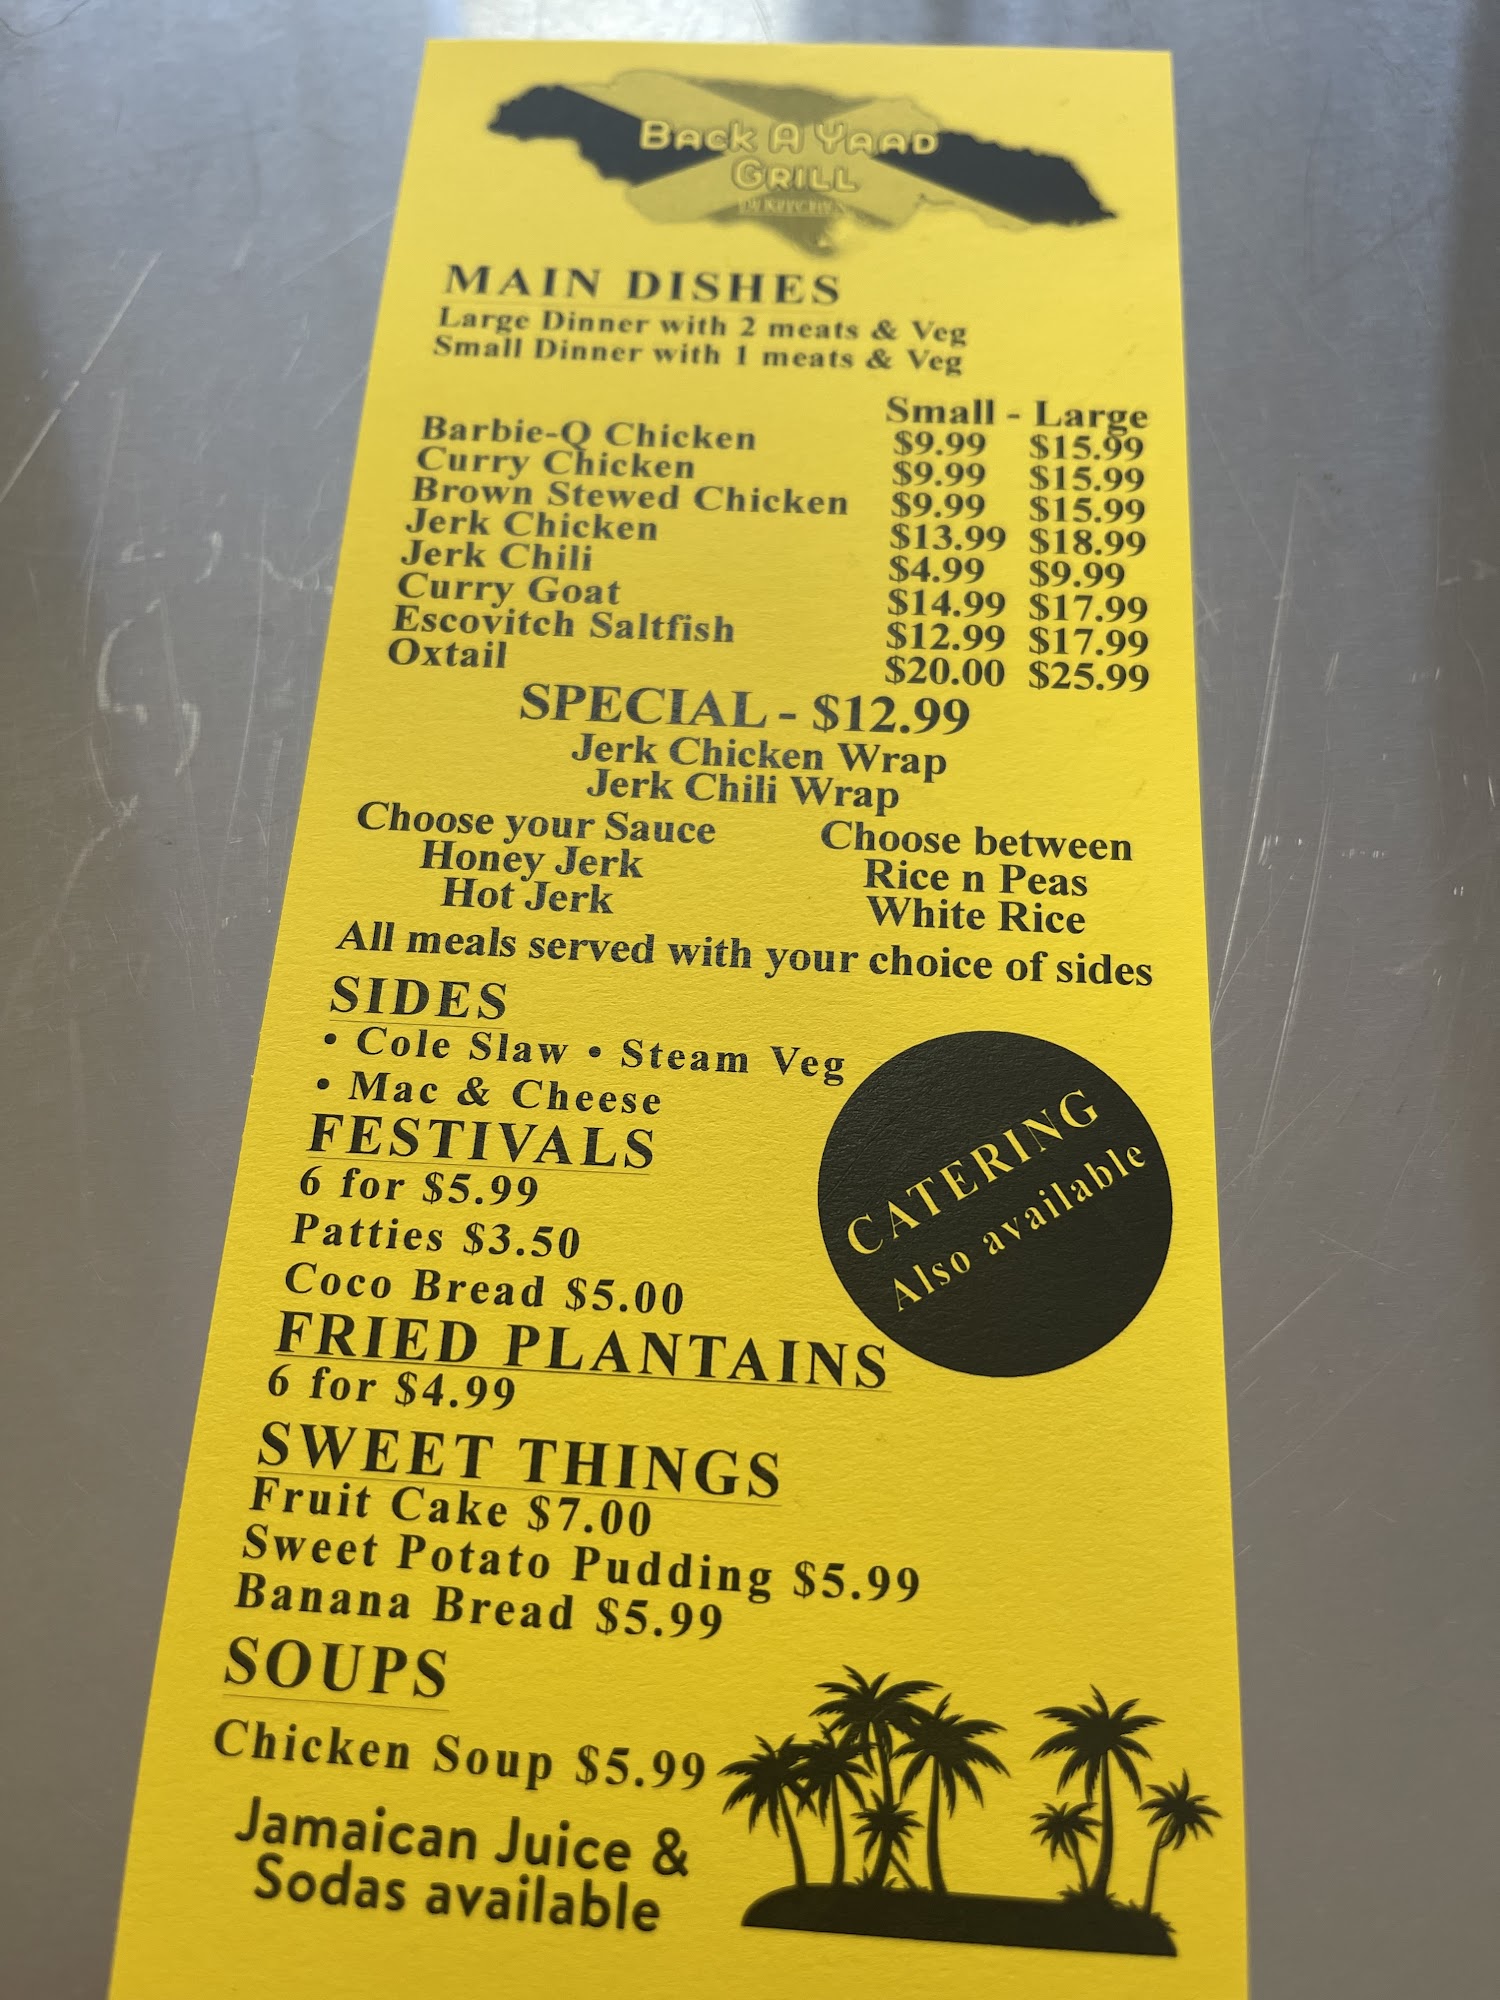 Back A Yaad
Grill
MAIN DISHES
Large Dinner with 2 meats & Veg
Small Dinner with 1 meats & Veg
Small - Large
Barbie-Q Chicken $9.99 $15.99
Curry Chicken $9.99 $15.99
Brown Stewed Chicken $9.99 $15.99
Jerk Chicken $13.99 $18.99
Jerk Chili $4.99 $9.99
Curry Goat $14.99 $17.99
Escovitch Saltfish $12.99 $17.99
Oxtail $20.00 $25.99
SPECIAL - $12.99
Jerk Chicken Wrap
Jerk Chili Wrap
Choose your Sauce
Honey Jerk
Hot Jerk
Choose between
Rice n Peas
White Rice
All meals served with your choice of sides
SIDES
• Cole Slaw • Steam Veg
• Mac & Cheese
FESTIVALS
6 for $5.99
Patties $3.50
Coco Bread $5.00
CATERING
Also available
FRIED PLANTAINS
6 for $4.99
SWEET THINGS
Fruit Cake $7.00
Sweet Potato Pudding $5.99
Banana Bread $5.99
SOUPS
Chicken Soup $5.99
Jamaican Juice &
Sodas available